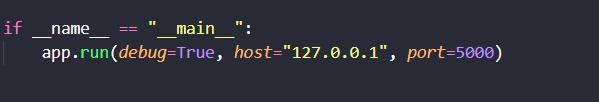 if __name__ == "__main__":
    app.run(debug=True, host="127.0.0.1", port=5000)